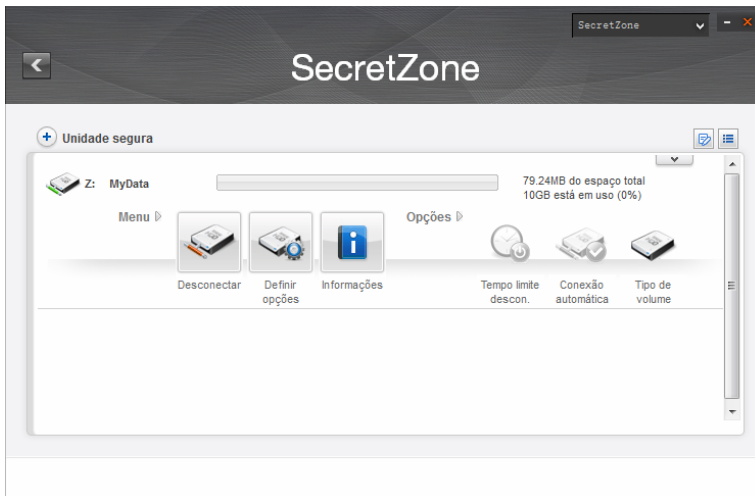 SecretZone
SecretZone
Unidade segura
Z: MyData
79.24MB do espaço total
10GB está em uso (0%)
Menu
Opções
Desconectar
Definir opções
Informações
Tempo limite descon.
Conexão automática
Tipo de volume